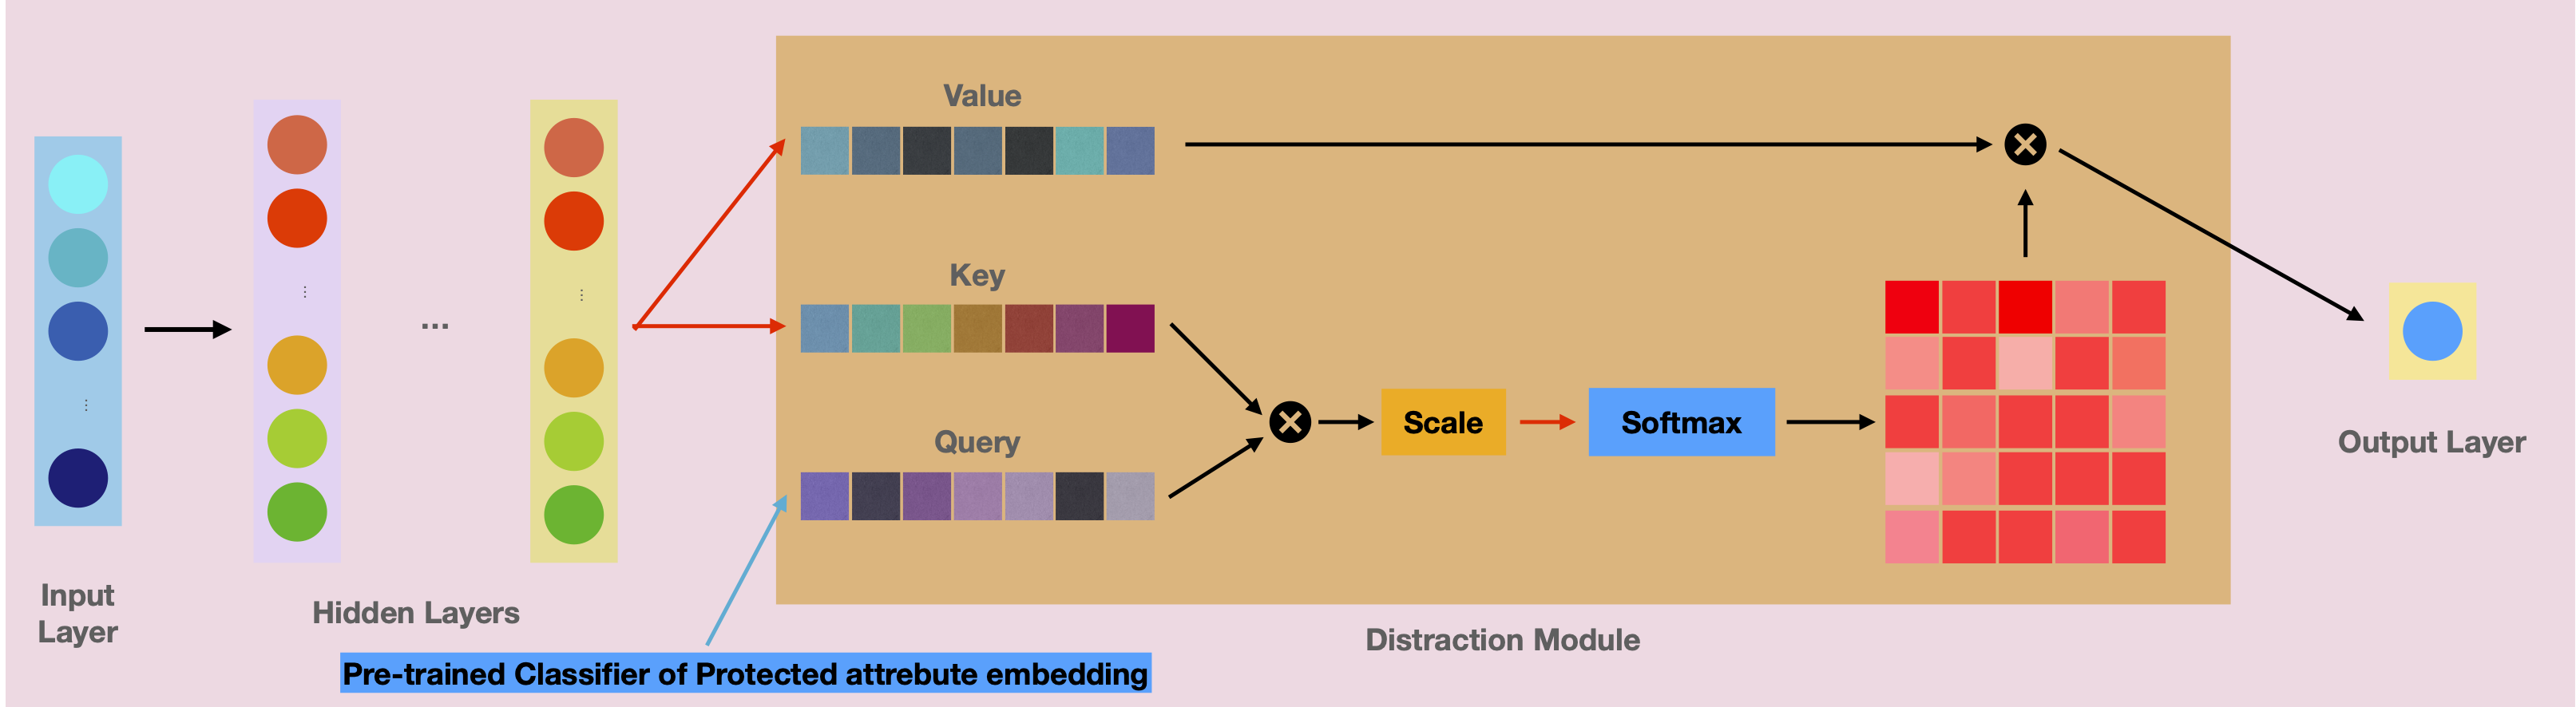 Input
Layer
Hidden Layers
...
Pre-trained Classifier of Protected attrebute embedding
Value
Key
Query
Scale
Softmax
Distraction Module
Output Layer